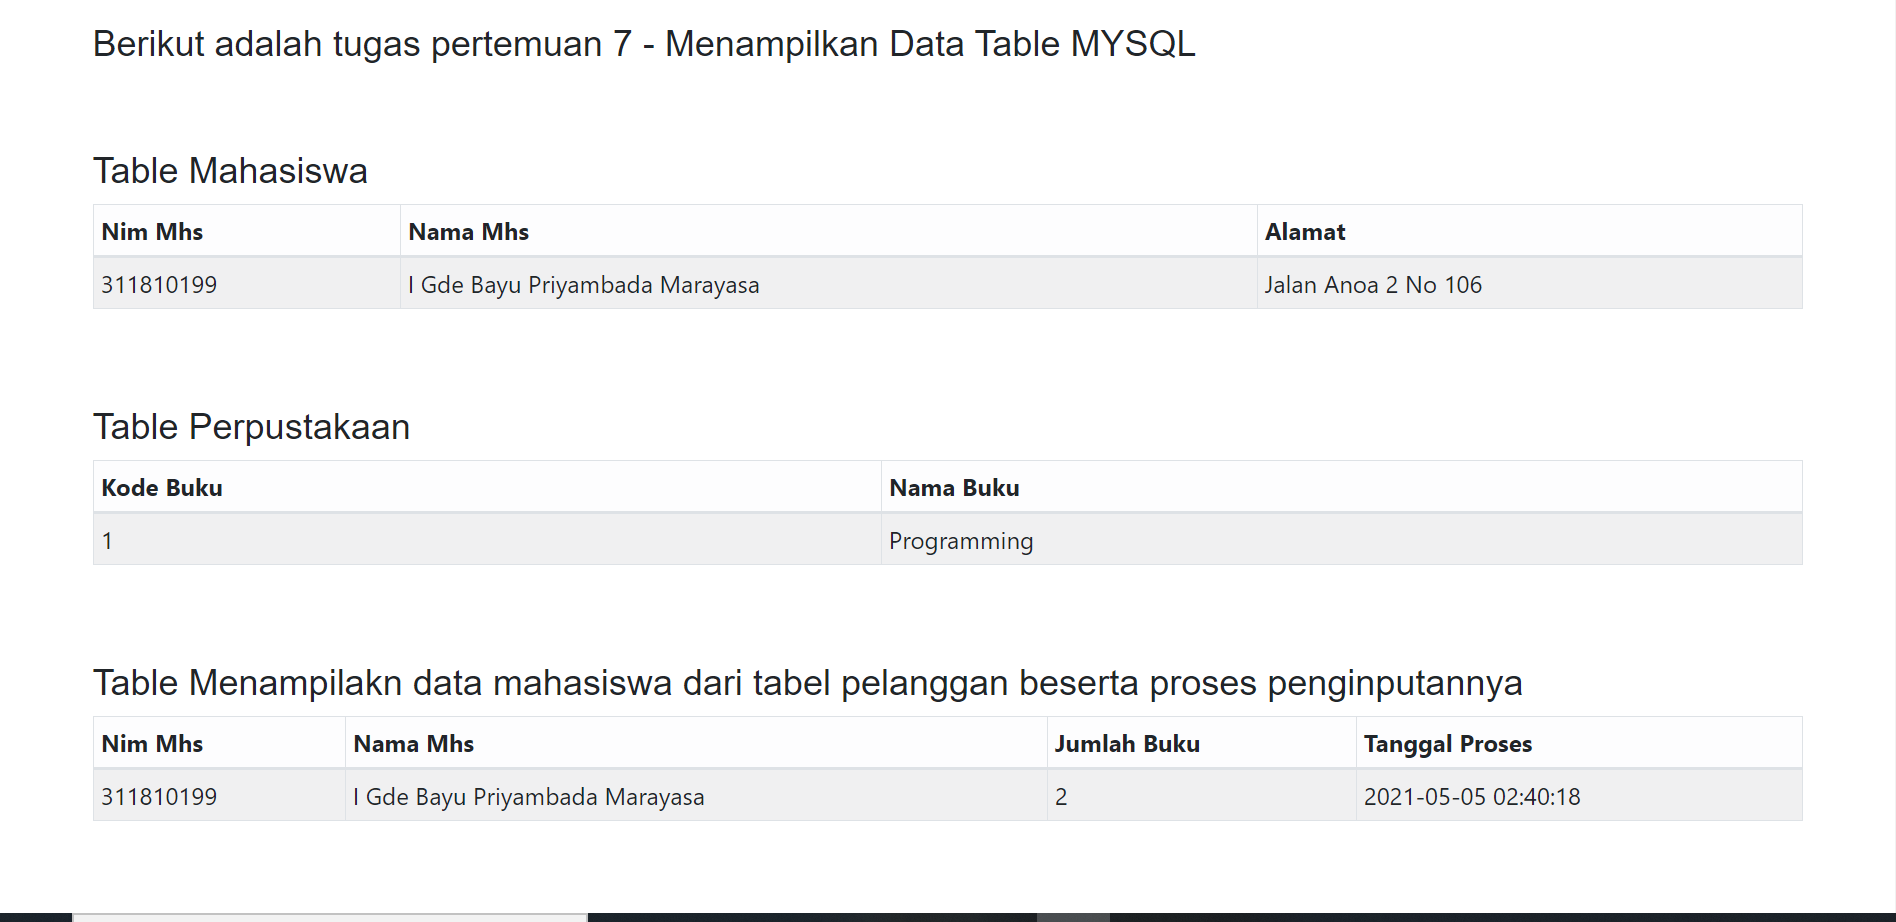 Berikut adalah tugas pertemuan 7 - Menampilkan Data Table MYSQL
Table Mahasiswa
Nim Mhs Nama Mhs Alamat
311810199 I Gde Bayu Priyambada Marayasa Jalan Anoa 2 No 106
Table Perpustakaan
Kode Buku Nama Buku
1 Programming
Table Menampilakn data mahasiswa dari tabel pelanggan beserta proses penginputannya
Nim Mhs Nama Mhs Jumlah Buku Tanggal Proses
311810199 I Gde Bayu Priyambada Marayasa 2 2021-05-05 02:40:18